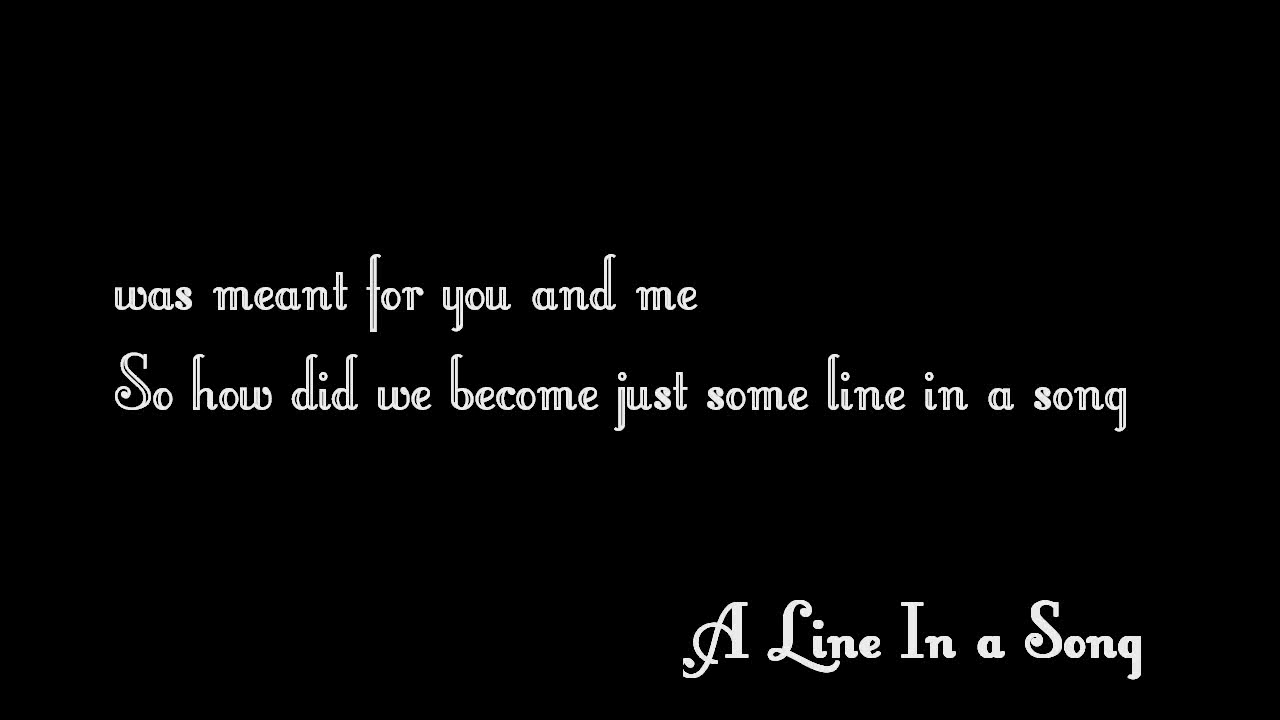 was meant for you and me
So how did we become just some line in a song
A Line In a Song